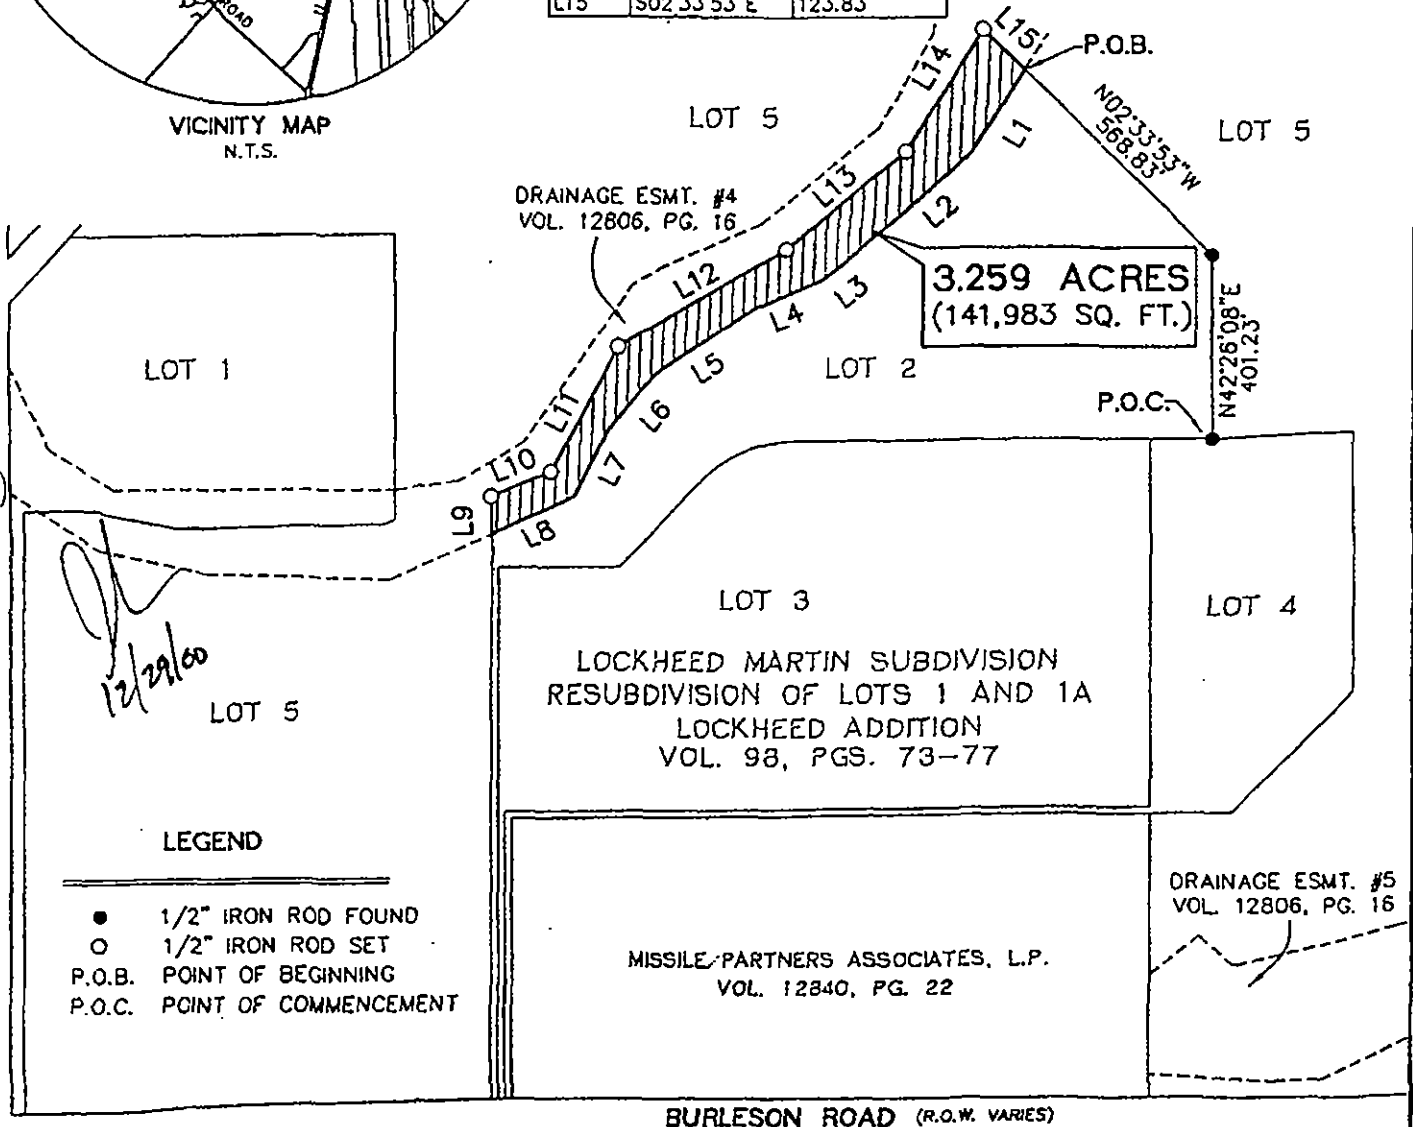 ROAD
L15 S02°33'53"E 123.83'
VICINITY MAP
N.T.S.
L15
P.O.B.
L14
LOT 5
N02°33'53"W
568.83'
LOT 5
L1
DRAINAGE ESMT. #4
VOL. 12806, PG. 16
L13
L2
L12
L3
3.259 ACRES
(141,983 SQ. FT.)
L4
N42°26'08"E
401.23'
LOT 1
L5
LOT 2
L11
L6
P.O.C.
L10
L7
L9
L8
LOT 3
LOT 4
12/29/00
LOT 5
LOCKHEED MARTIN SUBDIVISION
RESUBDIVISION OF LOTS 1 AND 1A
LOCKHEED ADDITION
VOL. 98, PGS. 73-77
LEGEND
1/2" IRON ROD FOUND
1/2" IRON ROD SET
P.O.B. POINT OF BEGINNING
P.O.C. POINT OF COMMENCEMENT
DRAINAGE ESMT. #5
VOL. 12806, PG. 16
MISSILE PARTNERS ASSOCIATES, L.P.
VOL. 12840, PG. 22
BURLESON ROAD (R.O.W. VARIES)